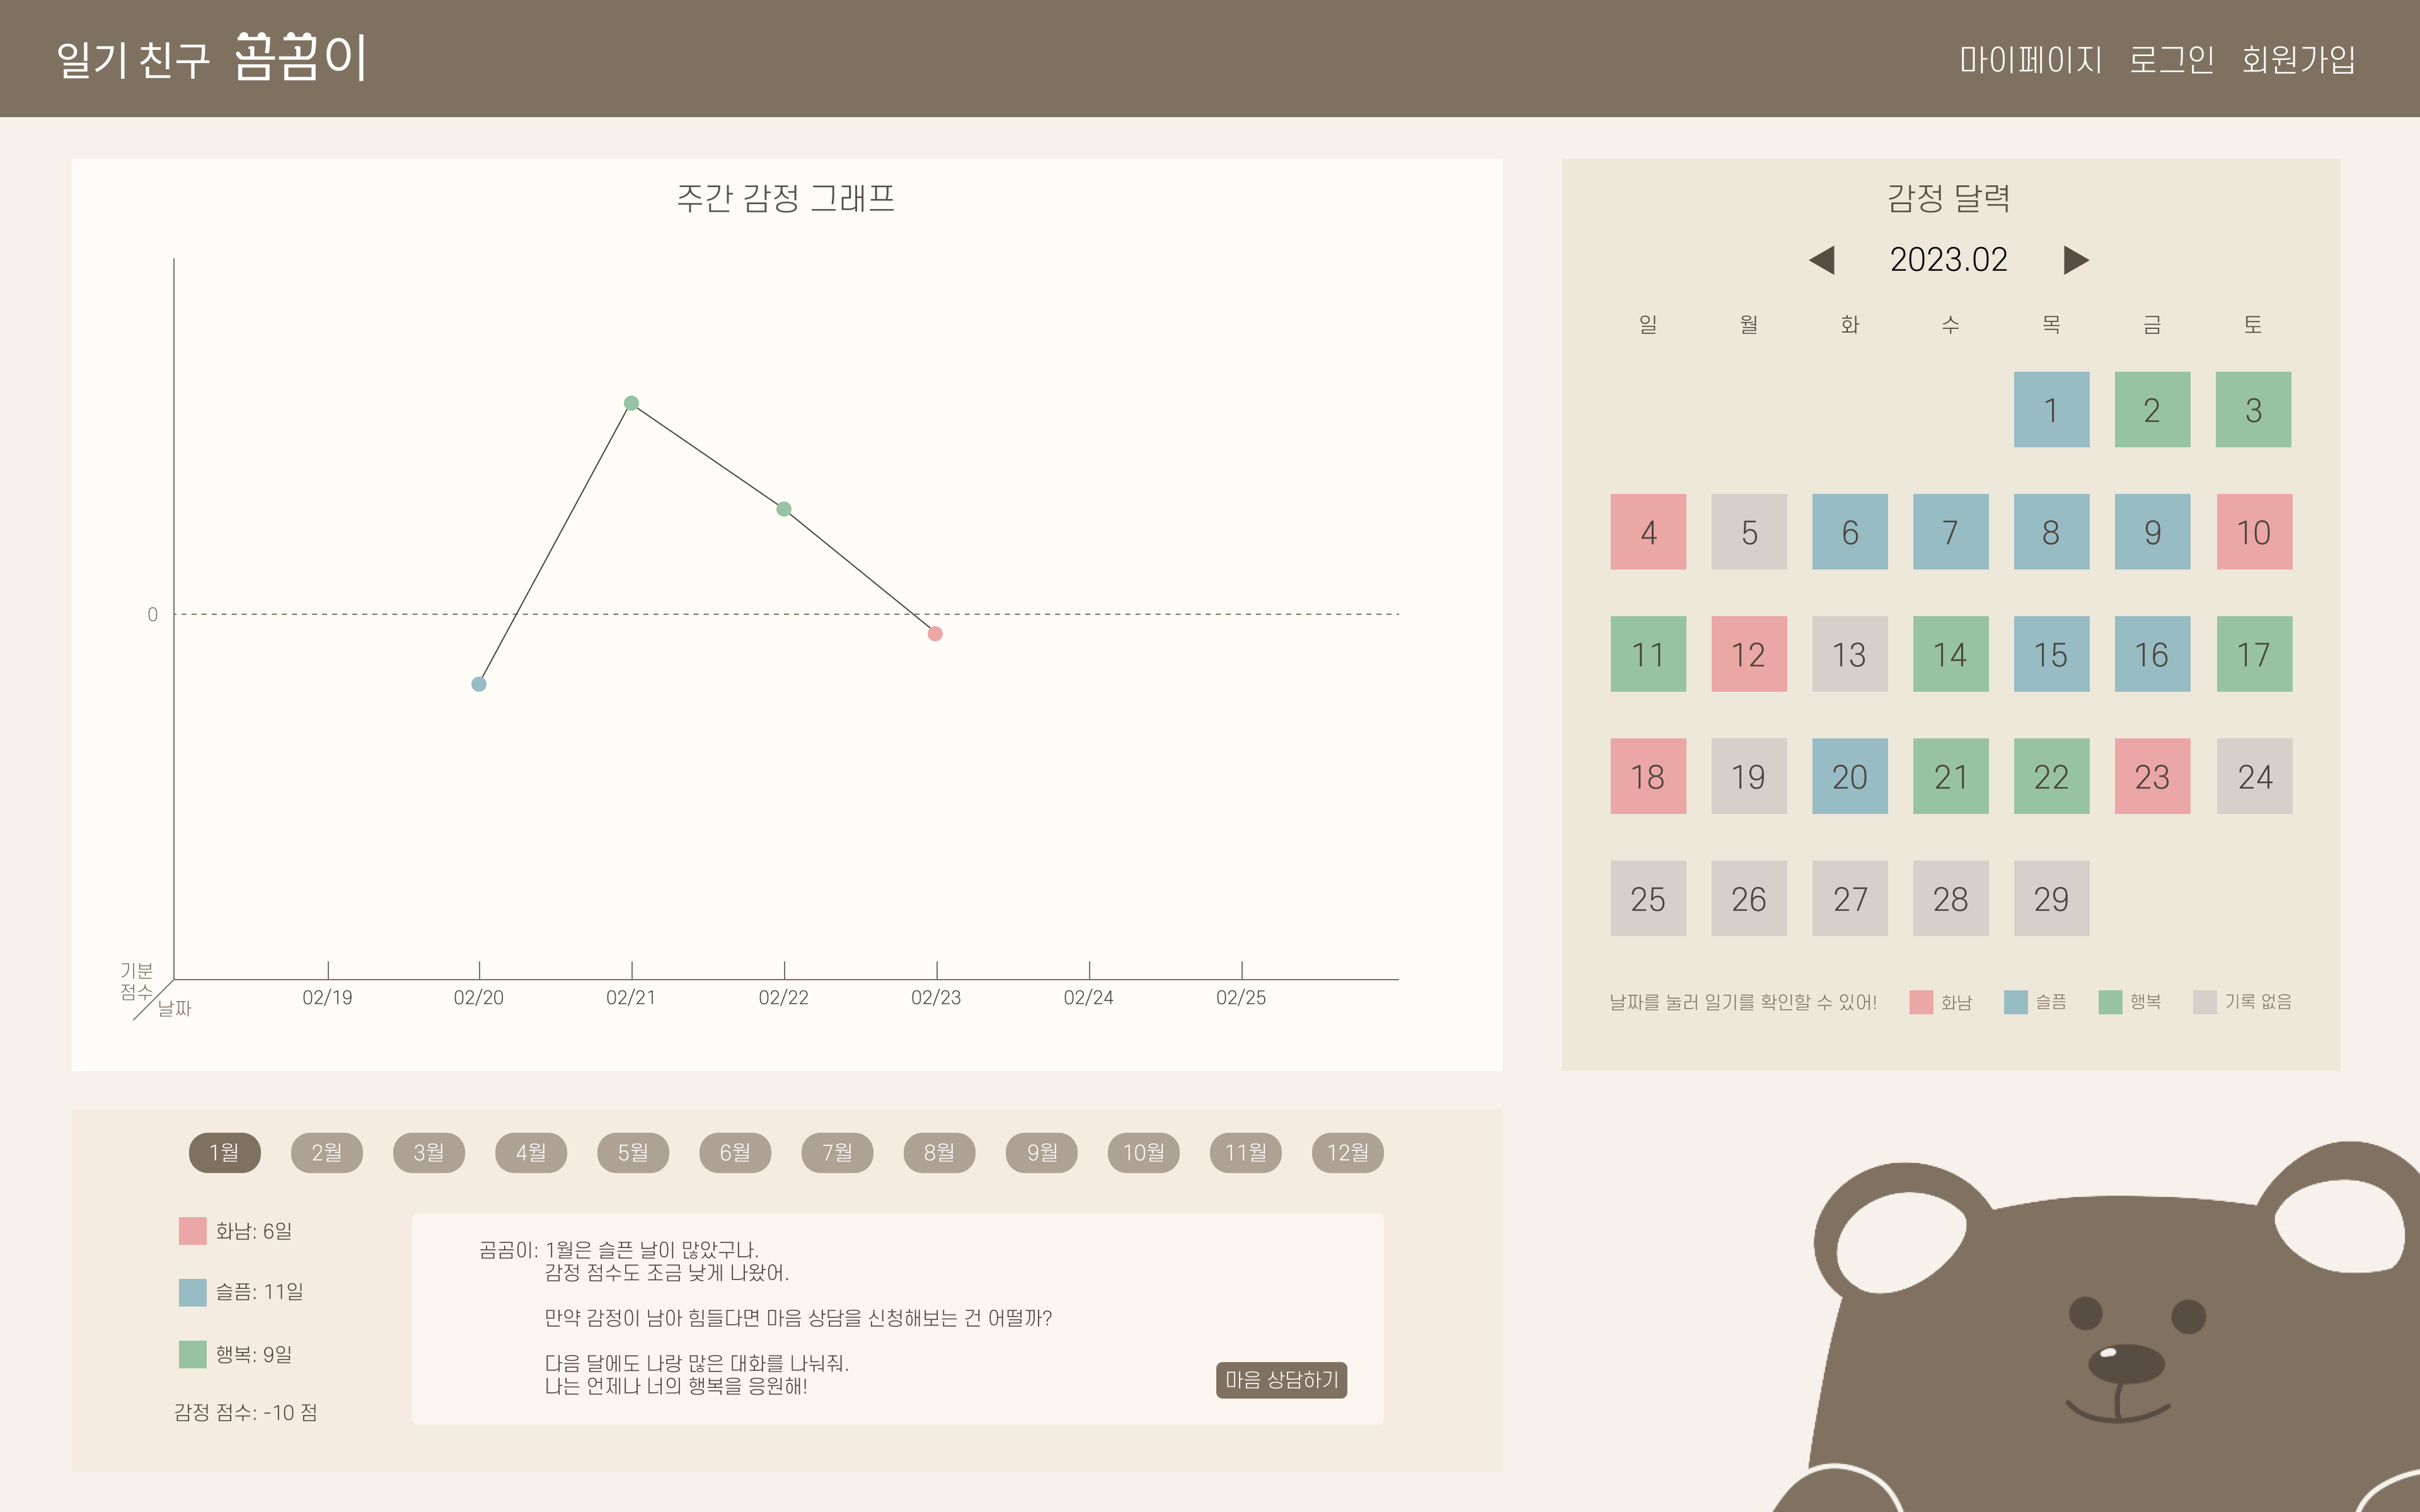 일기 친구 곰곰이
마이페이지 로그인 회원가입
주간 감정 그래프
0
기분
점수
날짜
02/19 02/20 02/21 02/22 02/23 02/24 02/25
감정 달력
2023.02
일 월 화 수 목 금 토
1 2 3
4 5 6 7 8 9 10
11 12 13 14 15 16 17
18 19 20 21 22 23 24
25 26 27 28 29
날짜를 눌러 일기를 확인할 수 있어! 화남 슬픔 행복 기록 없음
1월 2월 3월 4월 5월 6월 7월 8월 9월 10월 11월 12월
화남: 6일
슬픔: 11일
행복: 9일
감정 점수: -10 점
곰곰이: 1월은 슬픈 날이 많았구나.
감정 점수도 조금 낮게 나왔어.
만약 감정이 남아 힘들다면 마음 상담을 신청해보는 건 어떨까?
다음 달에도 나랑 많은 대화를 나눠줘.
나는 언제나 너의 행복을 응원해!
마음 상담하기